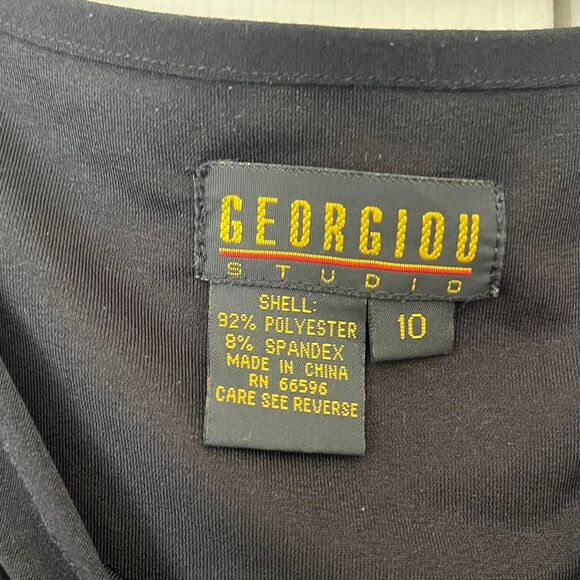 GEORGIOU
STUDIO
SHELL:
92% POLYESTER
8% SPANDEX
MADE IN CHINA
RN 66596
CARE SEE REVERSE
10